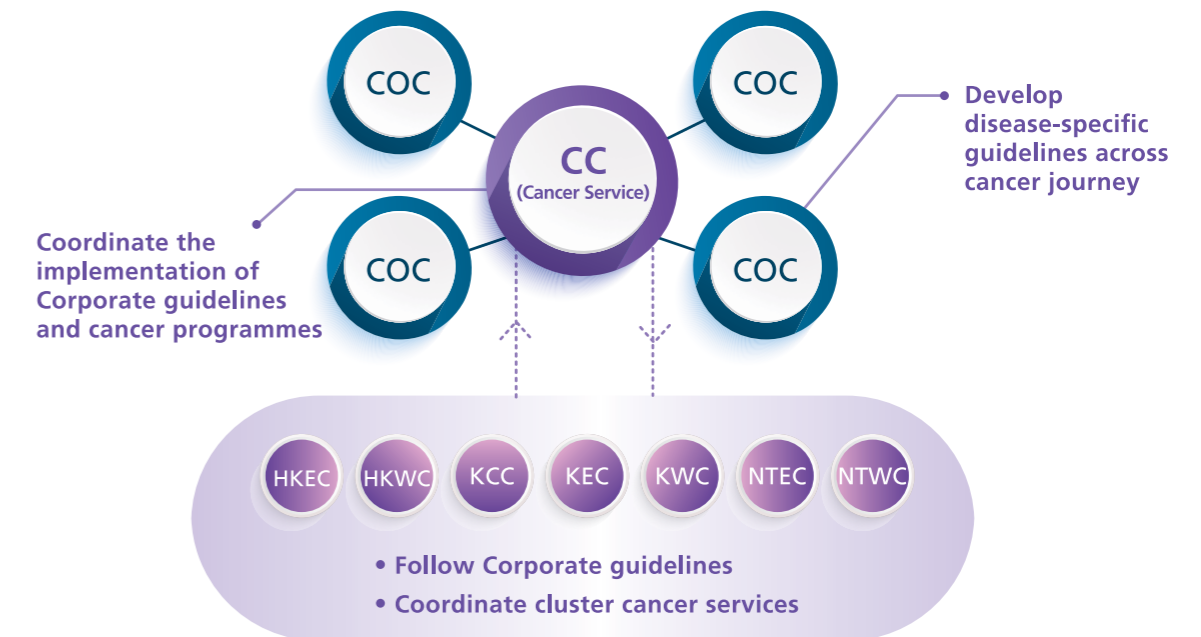 COC
COC
CC
(Cancer Service)
Develop
disease-specific
guidelines across
cancer journey
Coordinate the
implementation of
Corporate guidelines
and cancer programmes
COC
COC
HKEC
HKWC
KCC
KEC
KWC
NTEC
NTWC
• Follow Corporate guidelines
• Coordinate cluster cancer services